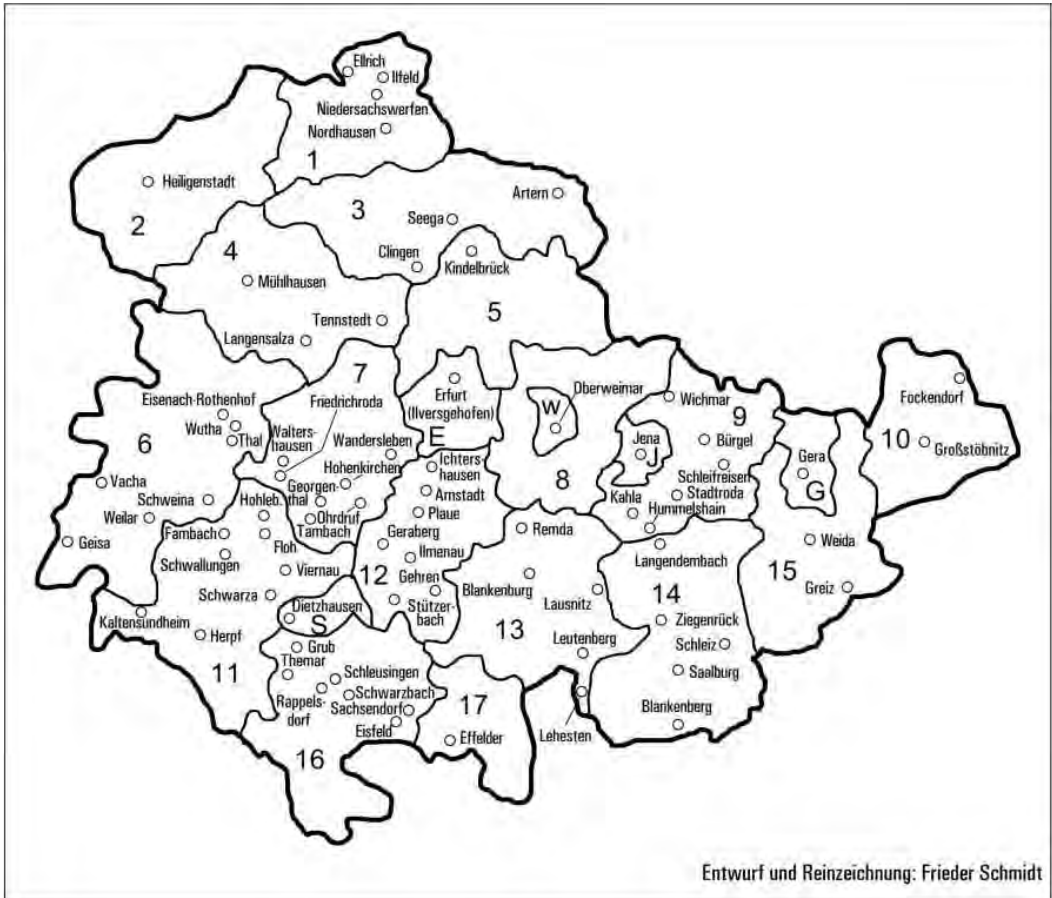 Ellrich
Ilfeld
Niedersachswerfen
Nordhausen
1
Heiligenstadt
2
3
Artern
Seega
Clingen
4
Mühlhausen
Kindelbrück
5
Tennstedt
Langensalza
7
Friedrichroda
Eisenach-Rothenhof
Wutha
Thal
6
Walters-
hausen
Wandersleben
Hohenkirchen
Georgen-
thal
Ohrdruf
Tambach
Erfurt
(Ilversgehofen)
E
Oberweimar
W
8
Wichmar
9
Bürgel
Jena
J
Schleifreisen
Stadtroda
Kahla
Hummelshain
Gera
G
Fockendorf
10
Großstöbnitz
Vacha
Schweina
Weilar
Geisa
Hohleb.
Fambach
Floh
Schwallungen
Viernau
Schwarza
Kaltensundheim
Herpf
11
Ichters-
hausen
Arnstadt
Plaue
Geraberg
Ilmenau
12
Gehren
Stützer-
bach
Dietzhausen
S
Remda
Blankenburg
Lausnitz
13
Leutenberg
Langendembach
14
Ziegenrück
Schleiz
Saalburg
Blankenberg
Weida
15
Greiz
Grub
Themar
Schleusingen
Rappels-
dorf
Schwarzbach
Sachsendorf
Eisfeld
16
17
Effelder
Lehesten
Entwurf und Reinzeichnung: Frieder Schmidt